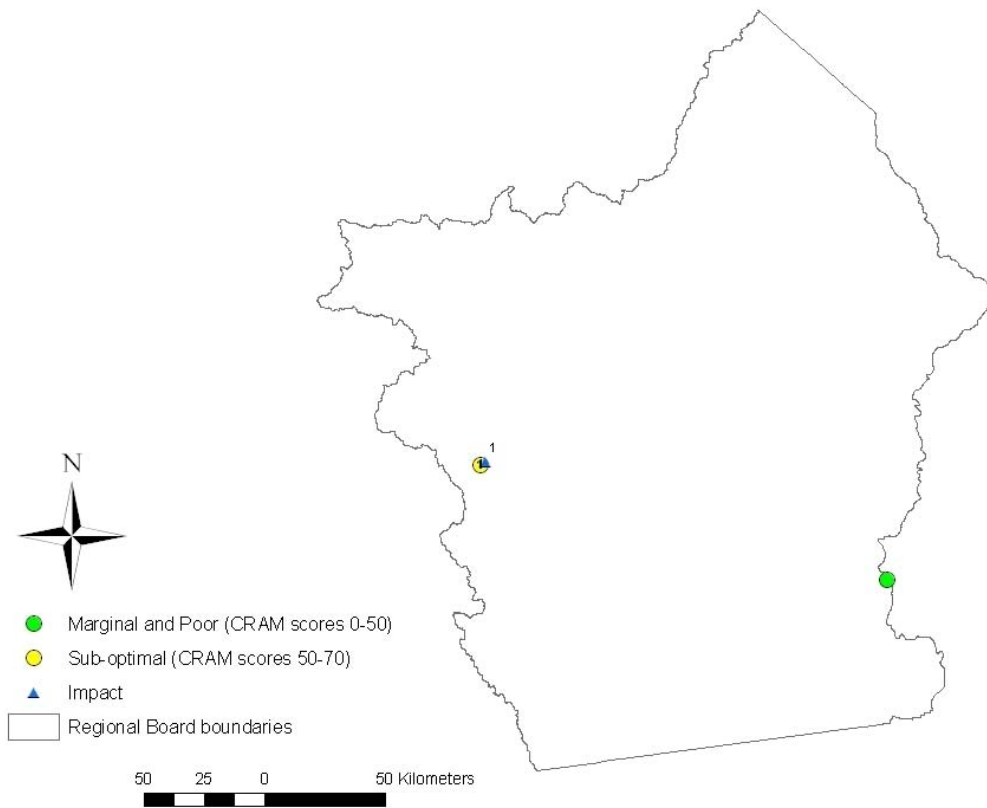 1
1
N
Marginal and Poor (CRAM scores 0-50)
Sub-optimal (CRAM scores 50-70)
Impact
Regional Board boundaries
50 25 0 50 Kilometers